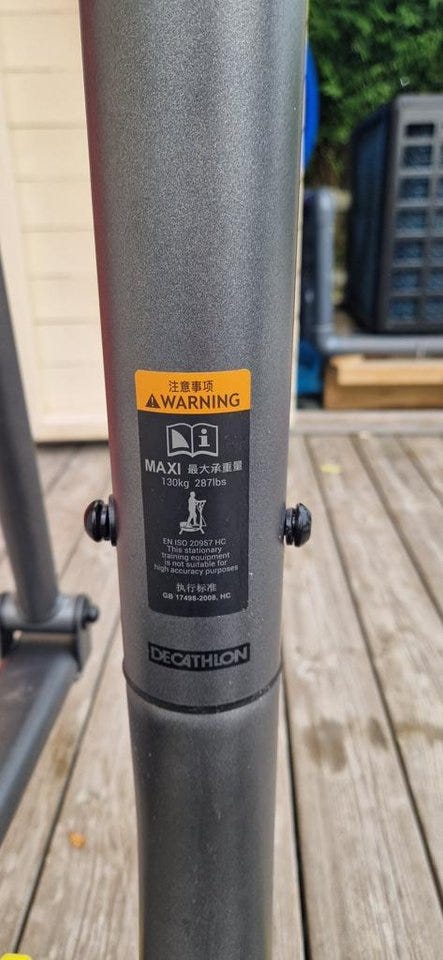 注意事项
WARNING
MAXI 最大承重量
130kg 287lbs
EN ISO 20957 HC
This stationary
training equipment
is not suitable for
high accuracy purposes
执行标准
GB 17498-2008, HC
DECATHLON